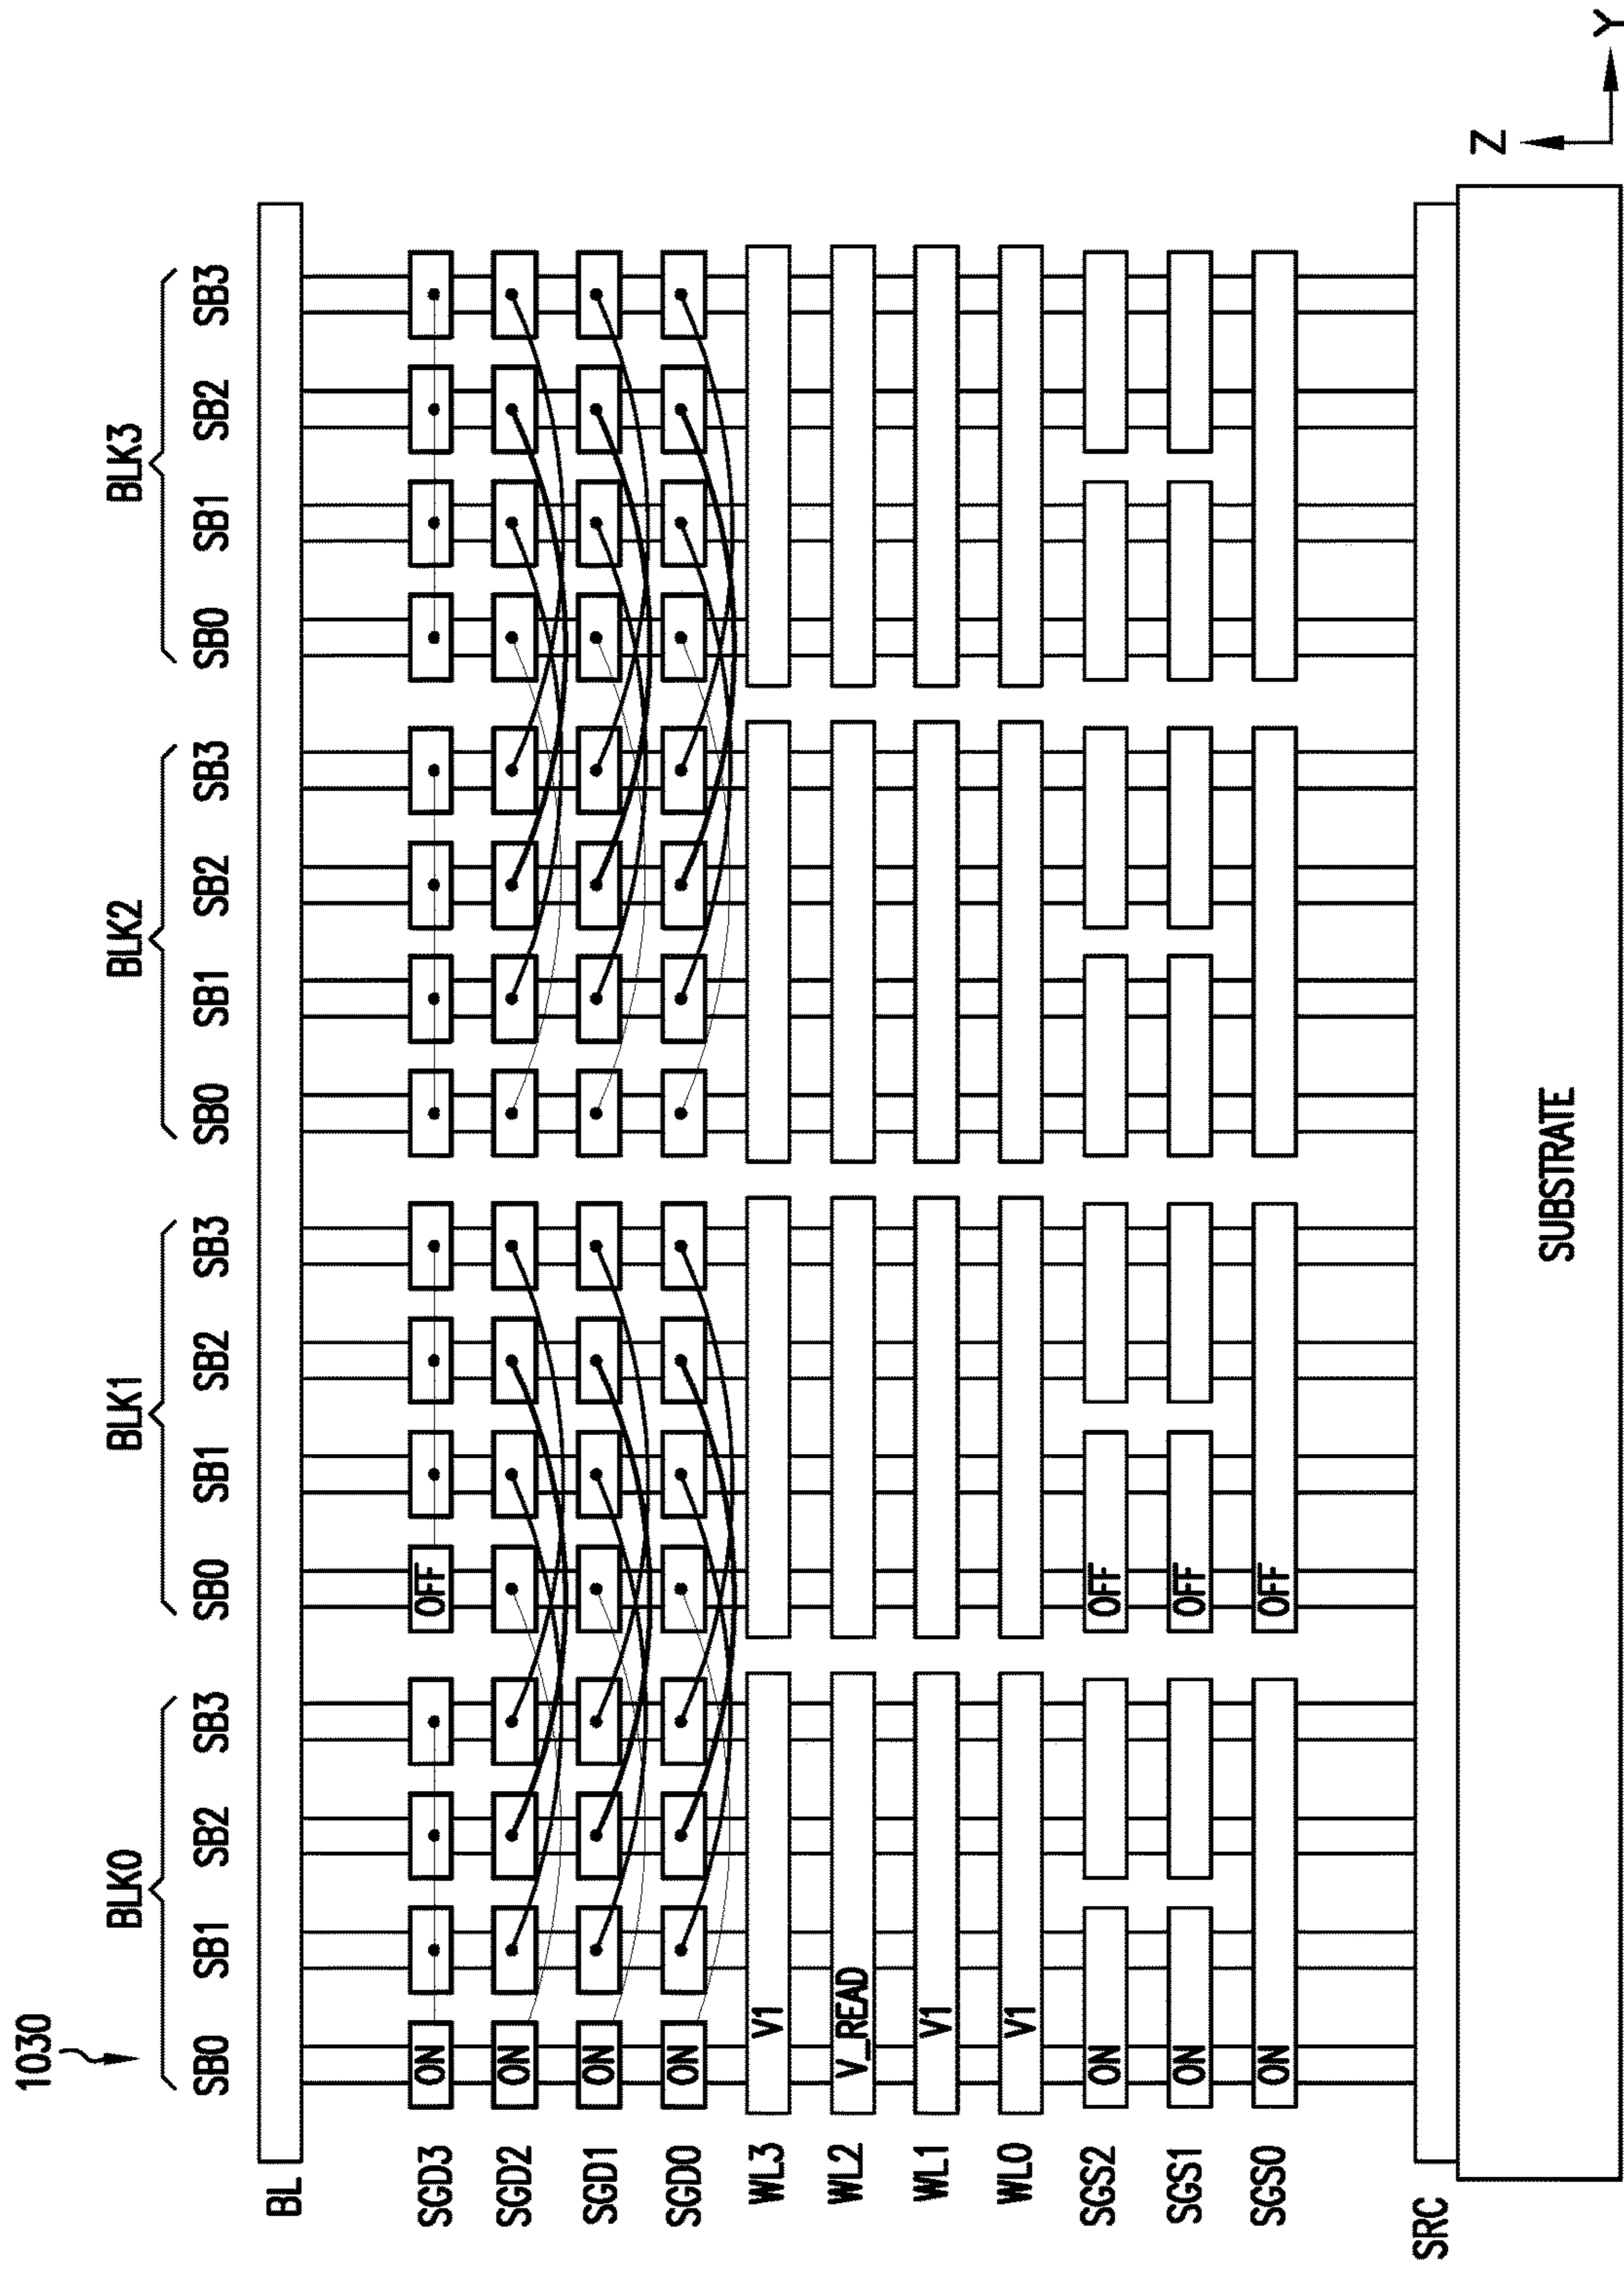 1030
BLK0 BLK1 BLK2 BLK3
SB0 SB1 SB2 SB3 SB0 SB1 SB2 SB3 SB0 SB1 SB2 SB3 SB0 SB1 SB2 SB3
BL
SGD3 ON OFF
SGD2 ON
SGD1 ON
SGD0 ON
WL3 V1
WL2 V_READ
WL1 V1
WL0 V1
SGS2 ON OFF
SGS1 ON OFF
SGS0 ON OFF
SRC
SUBSTRATE
Z
Y